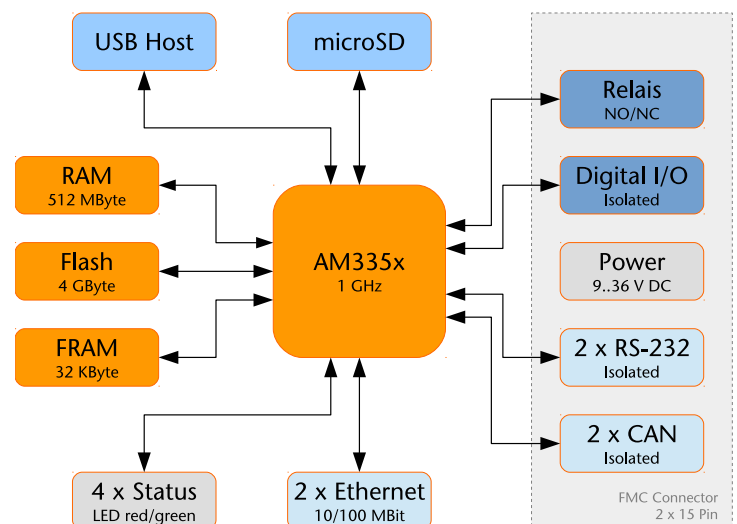 USB Host
microSD
Relais
NO/NC
RAM
512 MByte
Digital I/O
Isolated
Flash
4 GByte
AM335x
1 GHz
Power
9..36 V DC
FRAM
32 KByte
2 x RS-232
Isolated
2 x CAN
Isolated
4 x Status
LED red/green
2 x Ethernet
10/100 MBit
FMC Connector
2 x 15 Pin